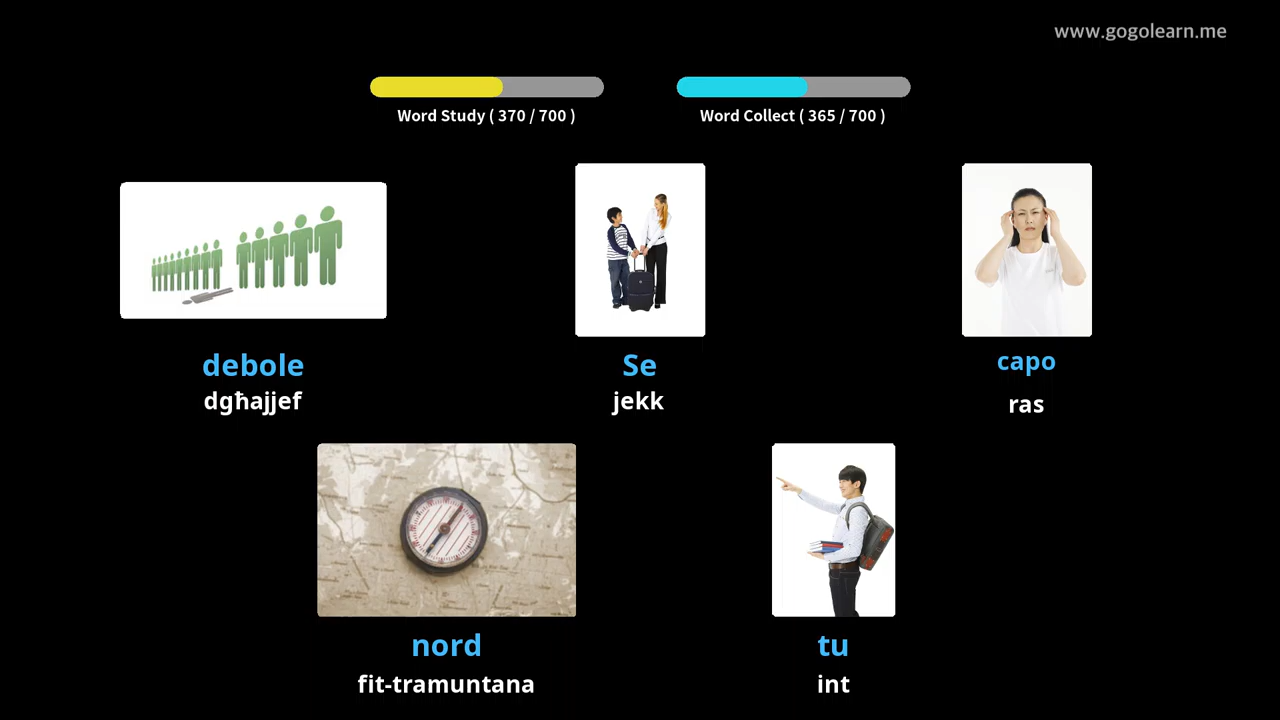 www.gogolearn.me
Word Study ( 370 / 700 )
Word Collect ( 365 / 700 )
debole
dgħajjef
Se
jekk
capo
ras
nord
fit-tramuntana
tu
int